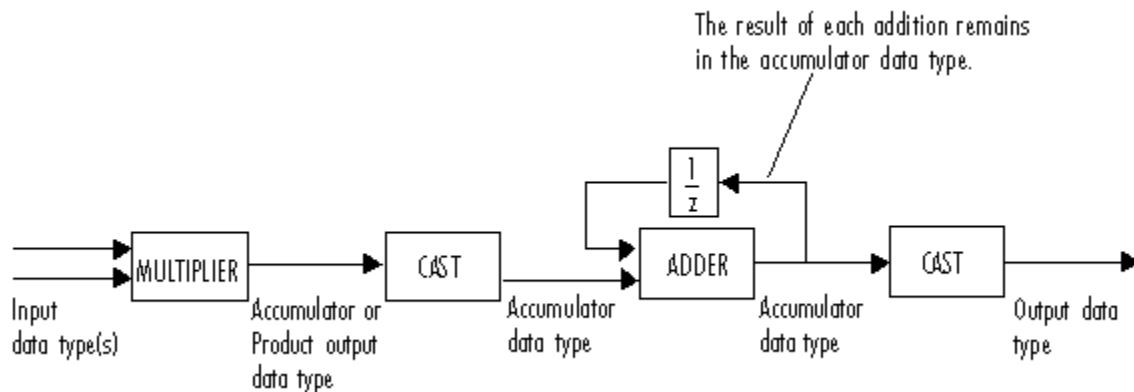 The result of each addition remains
in the accumulator data type.
1
z
MULTIPLIER
CAST
ADDER
CAST
Input
data type(s)
Accumulator or
Product output
data type
Accumulator
data type
Accumulator
data type
Output data
type